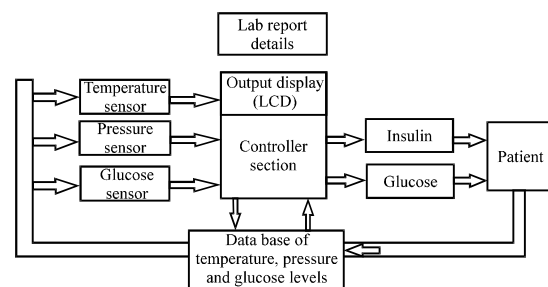 Lab report
details
Temperature
sensor
Output display
(LCD)
Pressure
sensor
Controller
section
Insulin
Patient
Glucose
sensor
Glucose
Data base of
temperature, pressure
and glucose levels